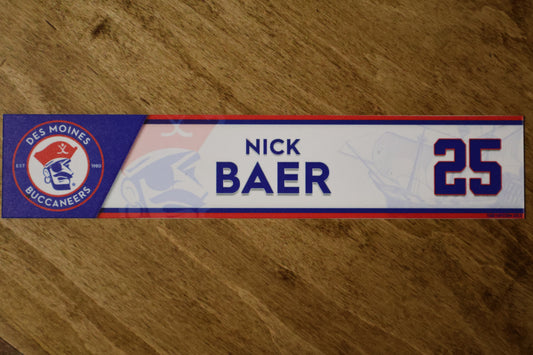 DES MOINES
EST 1980
BUCCANEERS
NICK
BAER
25